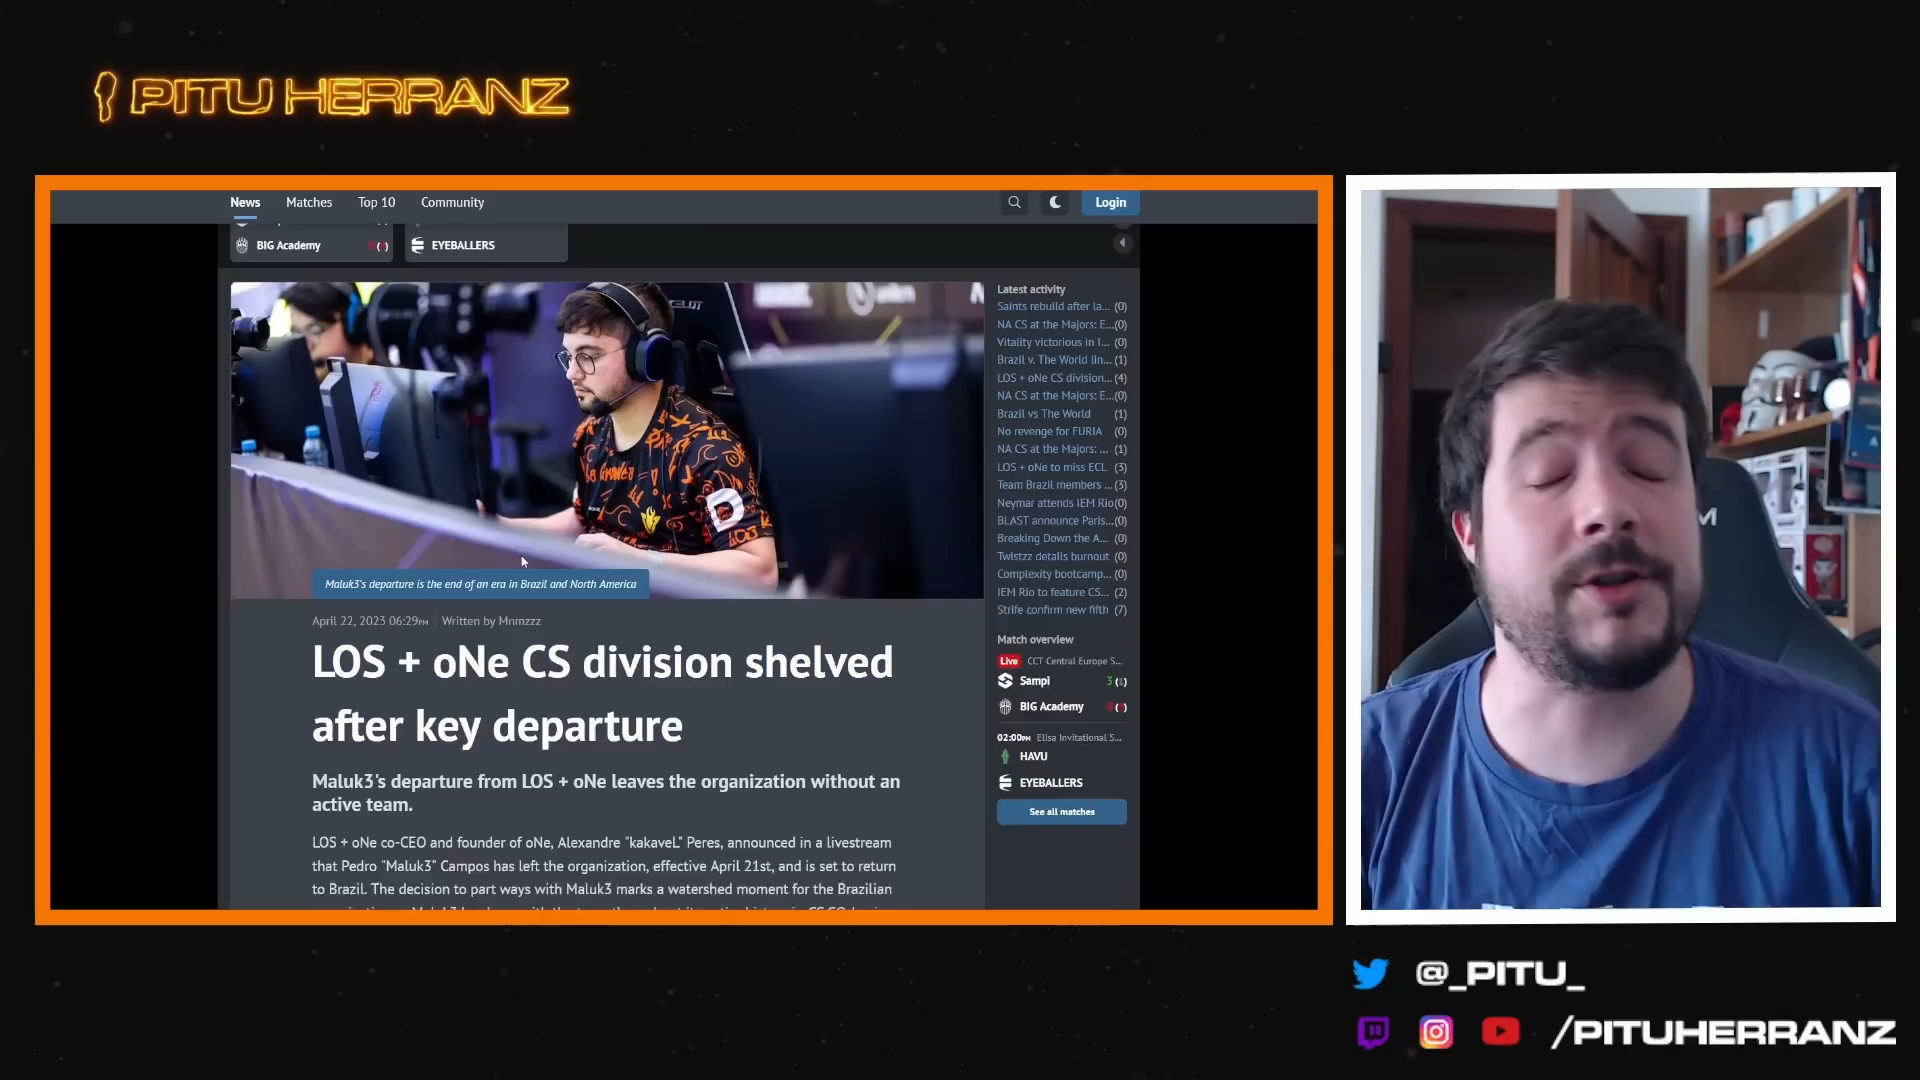 PITU HERRANZ
News Matches Top 10 Community Login
BIG Academy
EYEBALLERS
Maluk3's departure is the end of an era in Brazil and North America
April 22, 2023 06:29PM Written by Mnmzzz
LOS + oNe CS division shelved
after key departure
Maluk3's departure from LOS + oNe leaves the organization without an
active team.
LOS + oNe co-CEO and founder of oNe, Alexandre "kakaveL" Peres, announced in a livestream
that Pedro "Maluk3" Campos has left the organization, effective April 21st, and is set to return
to Brazil. The decision to part ways with Maluk3 marks a watershed moment for the Brazilian
Latest activity
Saints rebuild after la... (0)
NA CS at the Majors: E... (0)
Vitality victorious in I... (0)
Brazil v. The World (In... (1)
LOS + oNe CS division... (4)
NA CS at the Majors: E... (0)
Brazil vs The World (1)
No revenge for FURIA (0)
NA CS at the Majors: ... (1)
LOS + oNe to miss ECL (3)
Team Brazil members ... (3)
Neymar attends IEM Rio (0)
BLAST announce Paris... (0)
Breaking Down the A... (0)
Twistzz details burnout (0)
Complexity bootcamp... (0)
IEM Rio to feature CS... (2)
Strife confirm new fifth (7)
Match overview
Live CCT Central Europe S...
Sampi 3 (1)
BIG Academy
02:00PM Elisa Invitational S...
HAVU
EYEBALLERS
See all matches
@_PITU_
/PITUHERRANZ